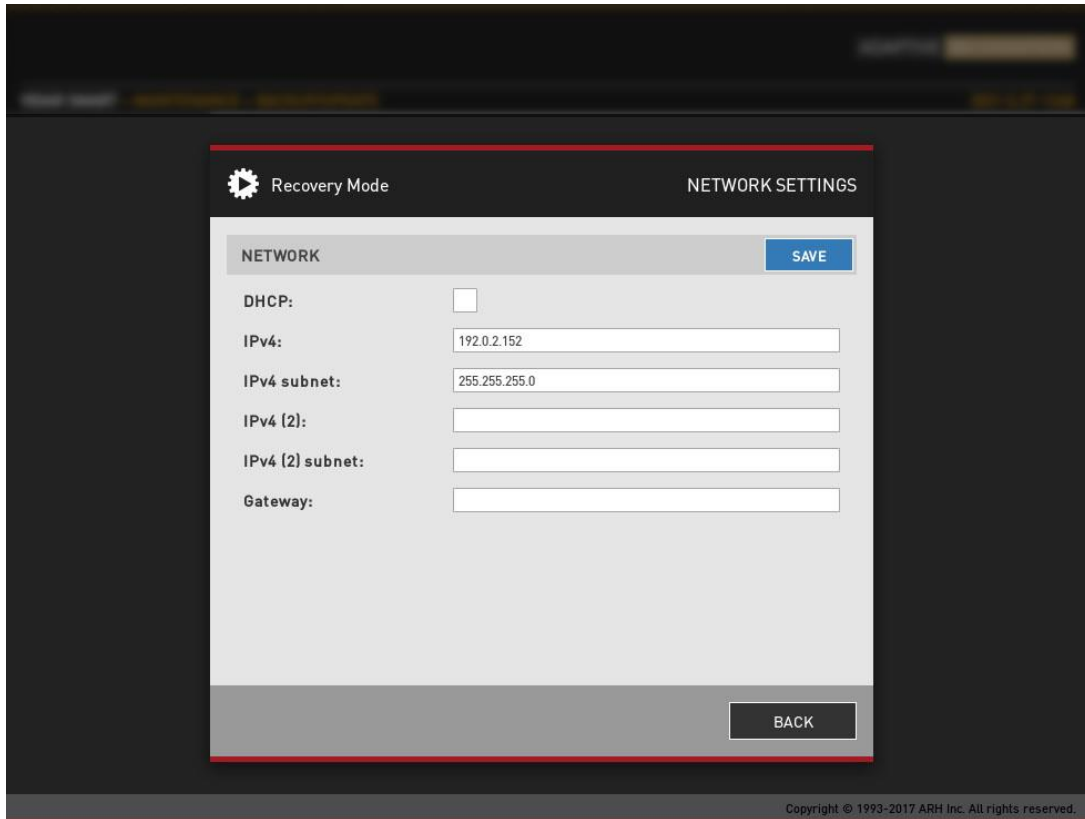 Recovery Mode NETWORK SETTINGS
NETWORK SAVE
DHCP:
IPv4: 192.0.2.152
IPv4 subnet: 255.255.255.0
IPv4 (2):
IPv4 (2) subnet:
Gateway:
BACK
Copyright © 1993-2017 ARH Inc. All rights reserved.